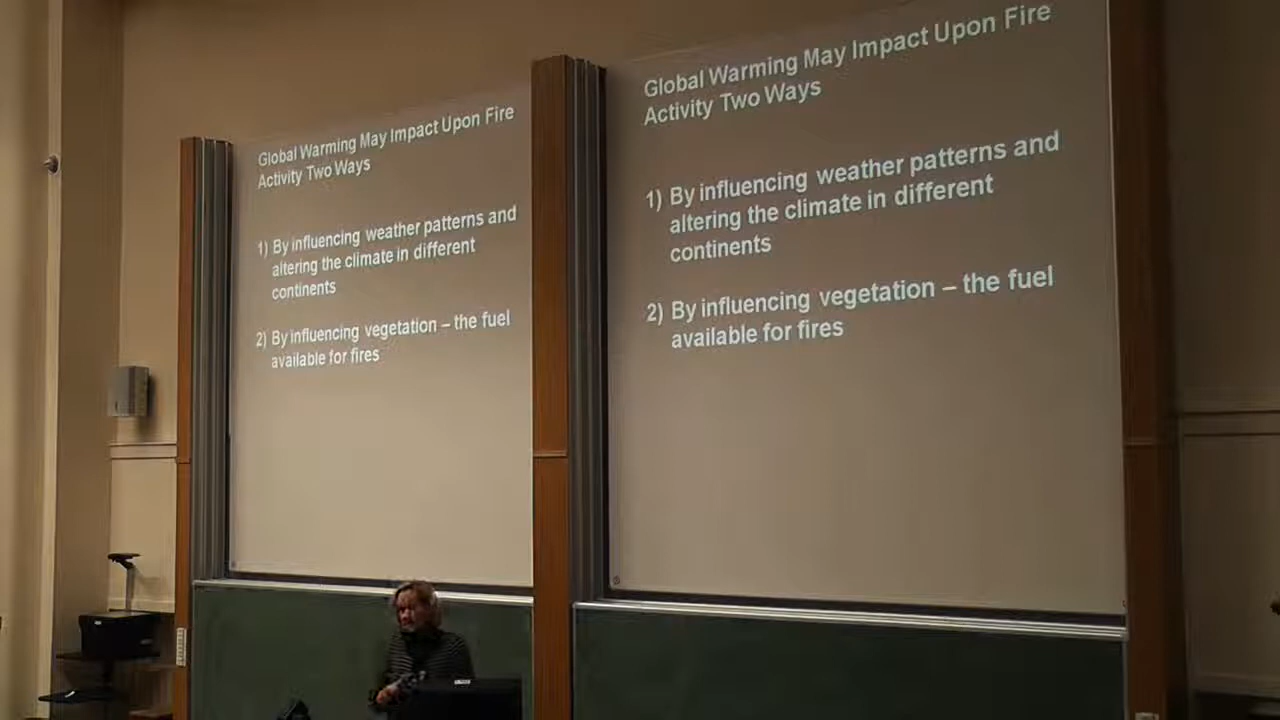 Global Warming May Impact Upon Fire
Activity Two Ways
1) By influencing weather patterns and
altering the climate in different
continents
2) By influencing vegetation – the fuel
available for fires
Global Warming May Impact Upon Fire
Activity Two Ways
1) By influencing weather patterns and
altering the climate in different
continents
2) By influencing vegetation – the fuel
available for fires